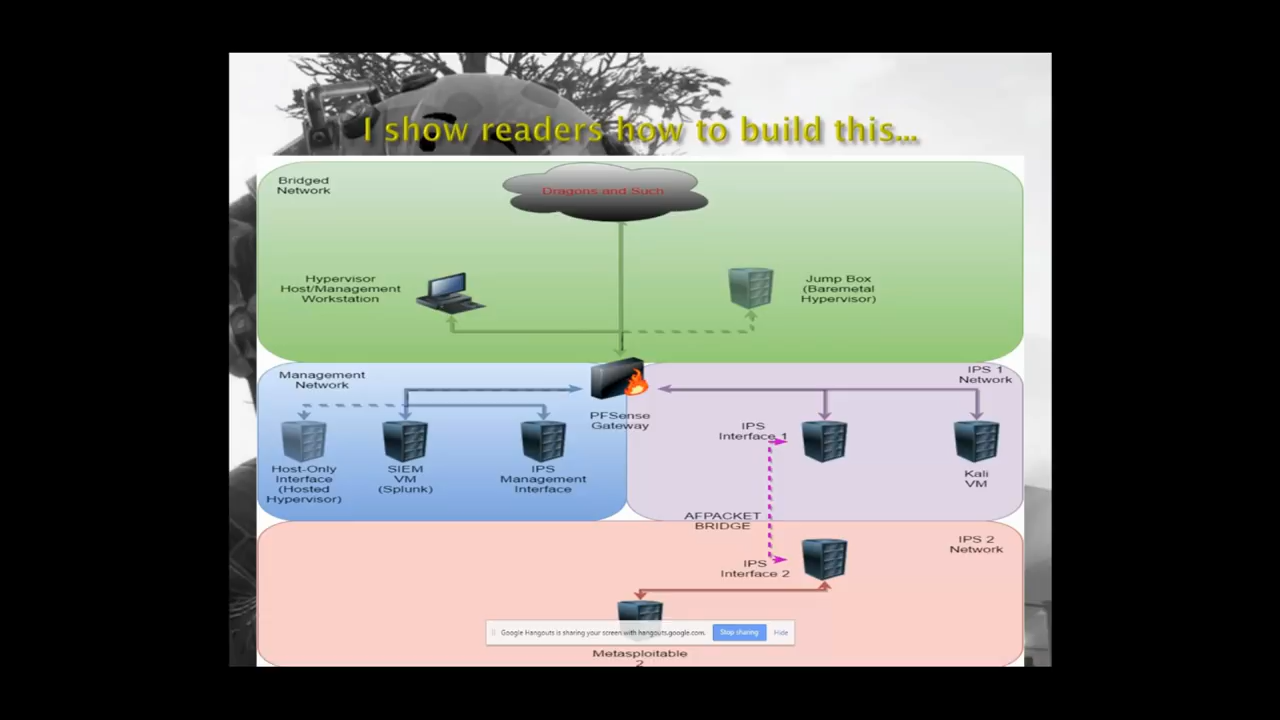 I show readers how to build this...
Bridged
Network
Dragons and Such
Hypervisor
Host/Management
Workstation
Jump Box
(Baremetal
Hypervisor)
Management
Network
IPS 1
Network
PFSense
Gateway
IPS
Interface 1
Host-Only
Interface
(Hosted
Hypervisor)
SIEM
VM
(Splunk)
IPS
Management
Interface
Kali
VM
AFPACKET
BRIDGE
IPS 2
Network
IPS
Interface 2
Google Hangouts is sharing your screen with hangouts.google.com.
Stop sharing
Hide
Metasploitable
2